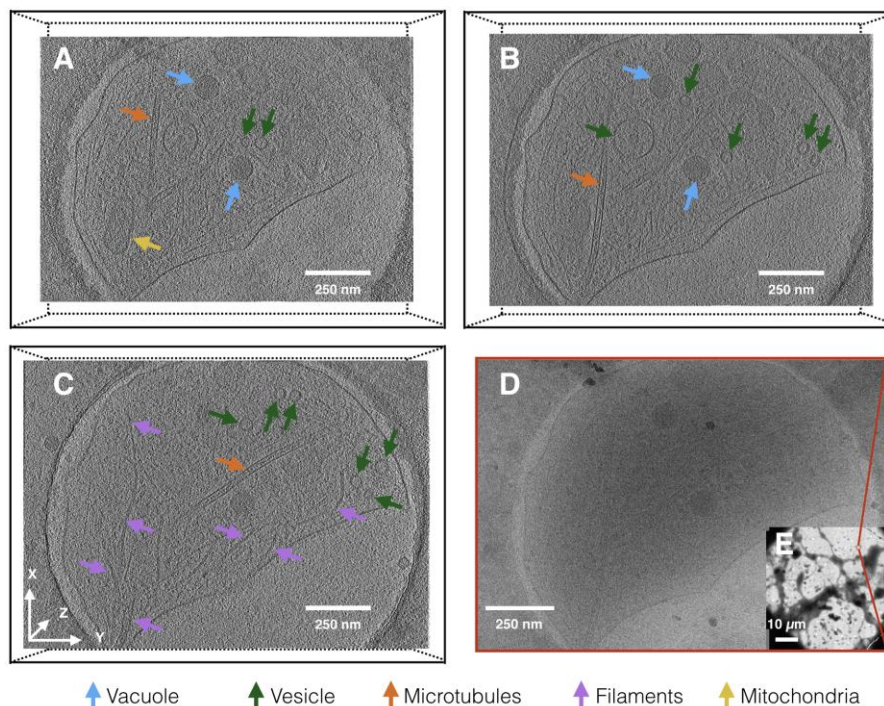 A
250 nm
B
250 nm
C
X
Z
Y
250 nm
D
250 nm
E
10 µm
Vacuole Vesicle Microtubules Filaments Mitochondria